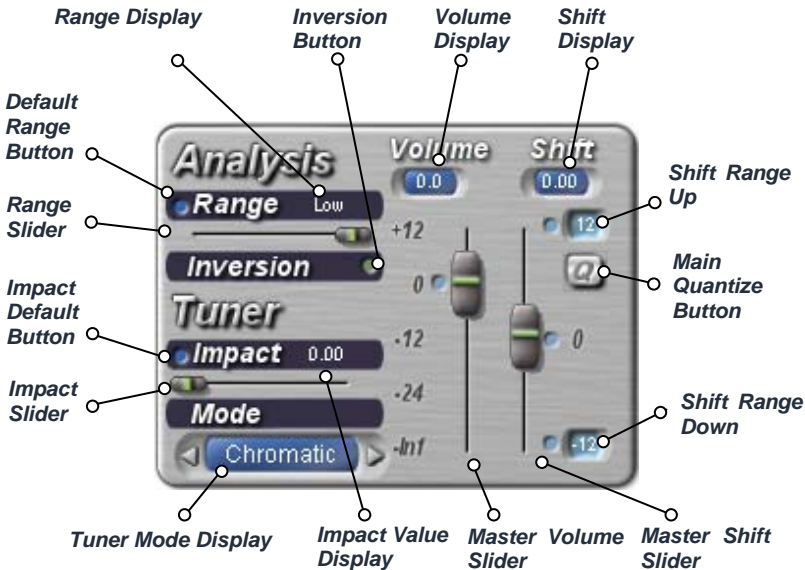 Range Display
Inversion
Button
Volume
Display
Shift
Display
Default
Range
Button
Range
Slider
Impact
Default
Button
Impact
Slider
Analysis
Range Low
Inversion
Tuner
Impact 0.00
Mode
Chromatic
Volume
0.0
+12
0
-12
-24
-Inf
Shift
0.00
12
Q
0
-12
Shift Range
Up
Main
Quantize
Button
Shift Range
Down
Tuner Mode Display
Impact Value
Display
Master Volume
Slider
Master Shift
Slider